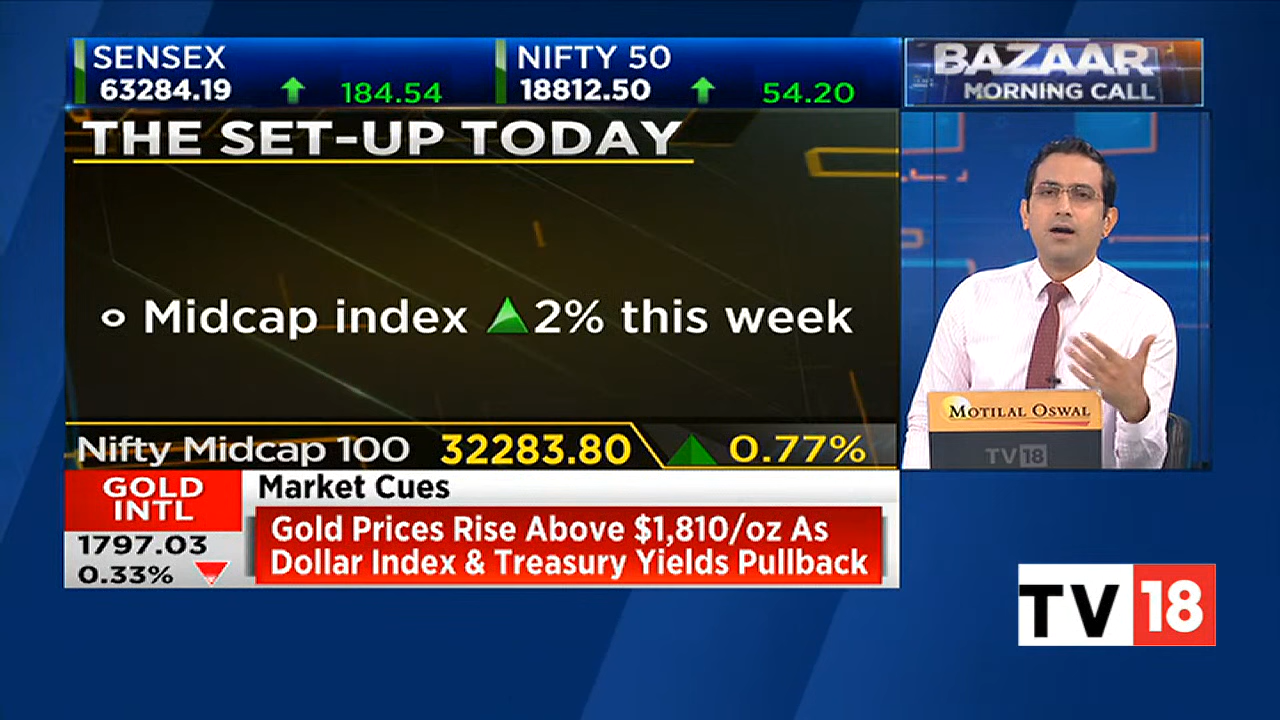 SENSEX
63284.19 184.54
NIFTY 50
18812.50 54.20
BAZAAR
MORNING CALL
THE SET-UP TODAY
Midcap index 2% this week
Nifty Midcap 100 32283.80 0.77%
GOLD
INTL
1797.03
0.33%
Market Cues
Gold Prices Rise Above $1,810/oz As
Dollar Index & Treasury Yields Pullback
MOTILAL OSWAL
TV18
TV18